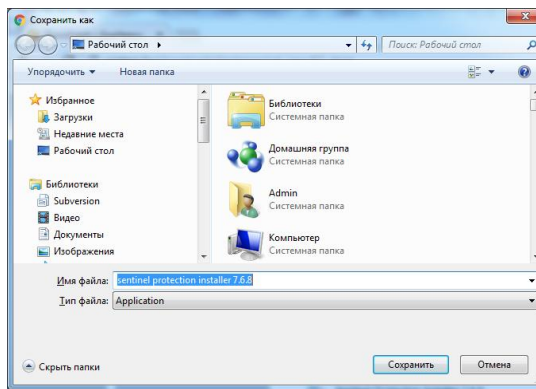 Сохранить как
Рабочий стол
Поиск: Рабочий стол
Упорядочить
Новая папка
Избранное
Загрузки
Недавние места
Рабочий стол
Библиотеки
Subversion
Видео
Документы
Изображения
Библиотеки
Системная папка
Домашняя группа
Системная папка
Admin
Системная папка
Компьютер
Системная папка
Имя файла: sentinel protection installer 7.6.8
Тип файла: Application
Скрыть папки
Сохранить
Отмена